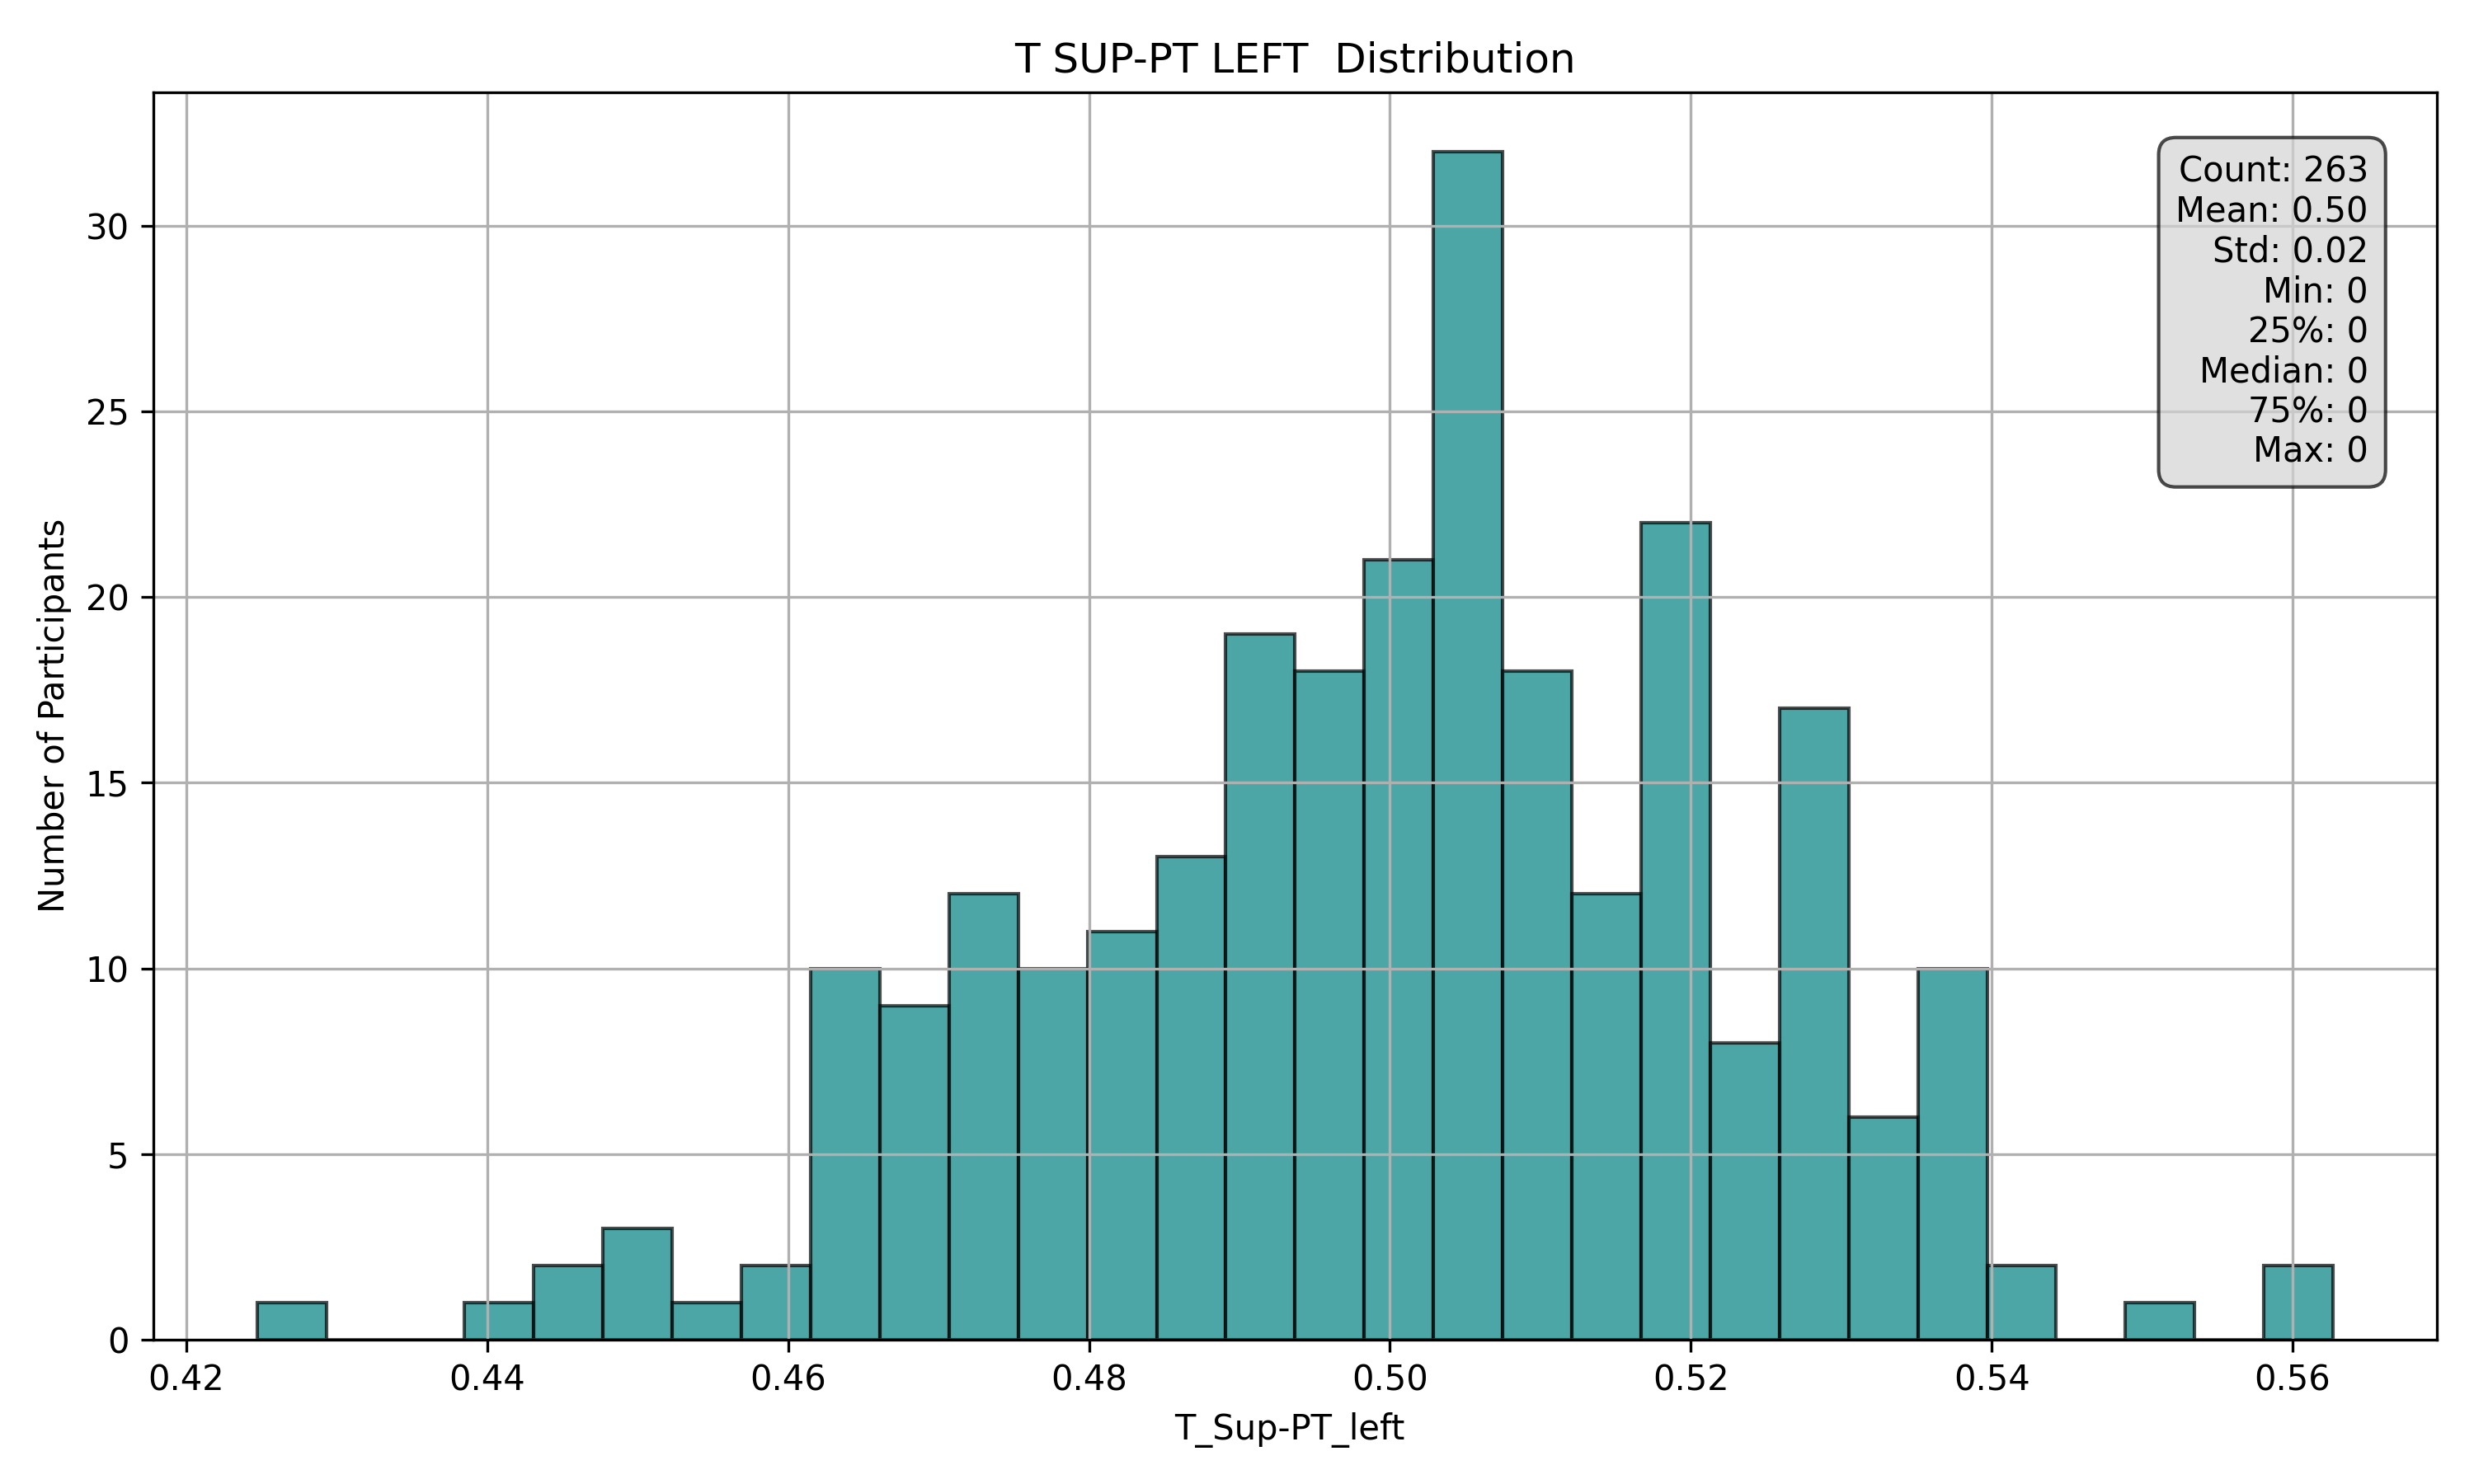 T SUP-PT LEFT  Distribution
Count: 263
Mean: 0.50
Std: 0.02
Min: 0
25%: 0
Median: 0
75%: 0
Max: 0
Number of Participants
30
25
20
15
10
5
0
0.42 0.44 0.46 0.48 0.50 0.52 0.54 0.56
T_Sup-PT_left